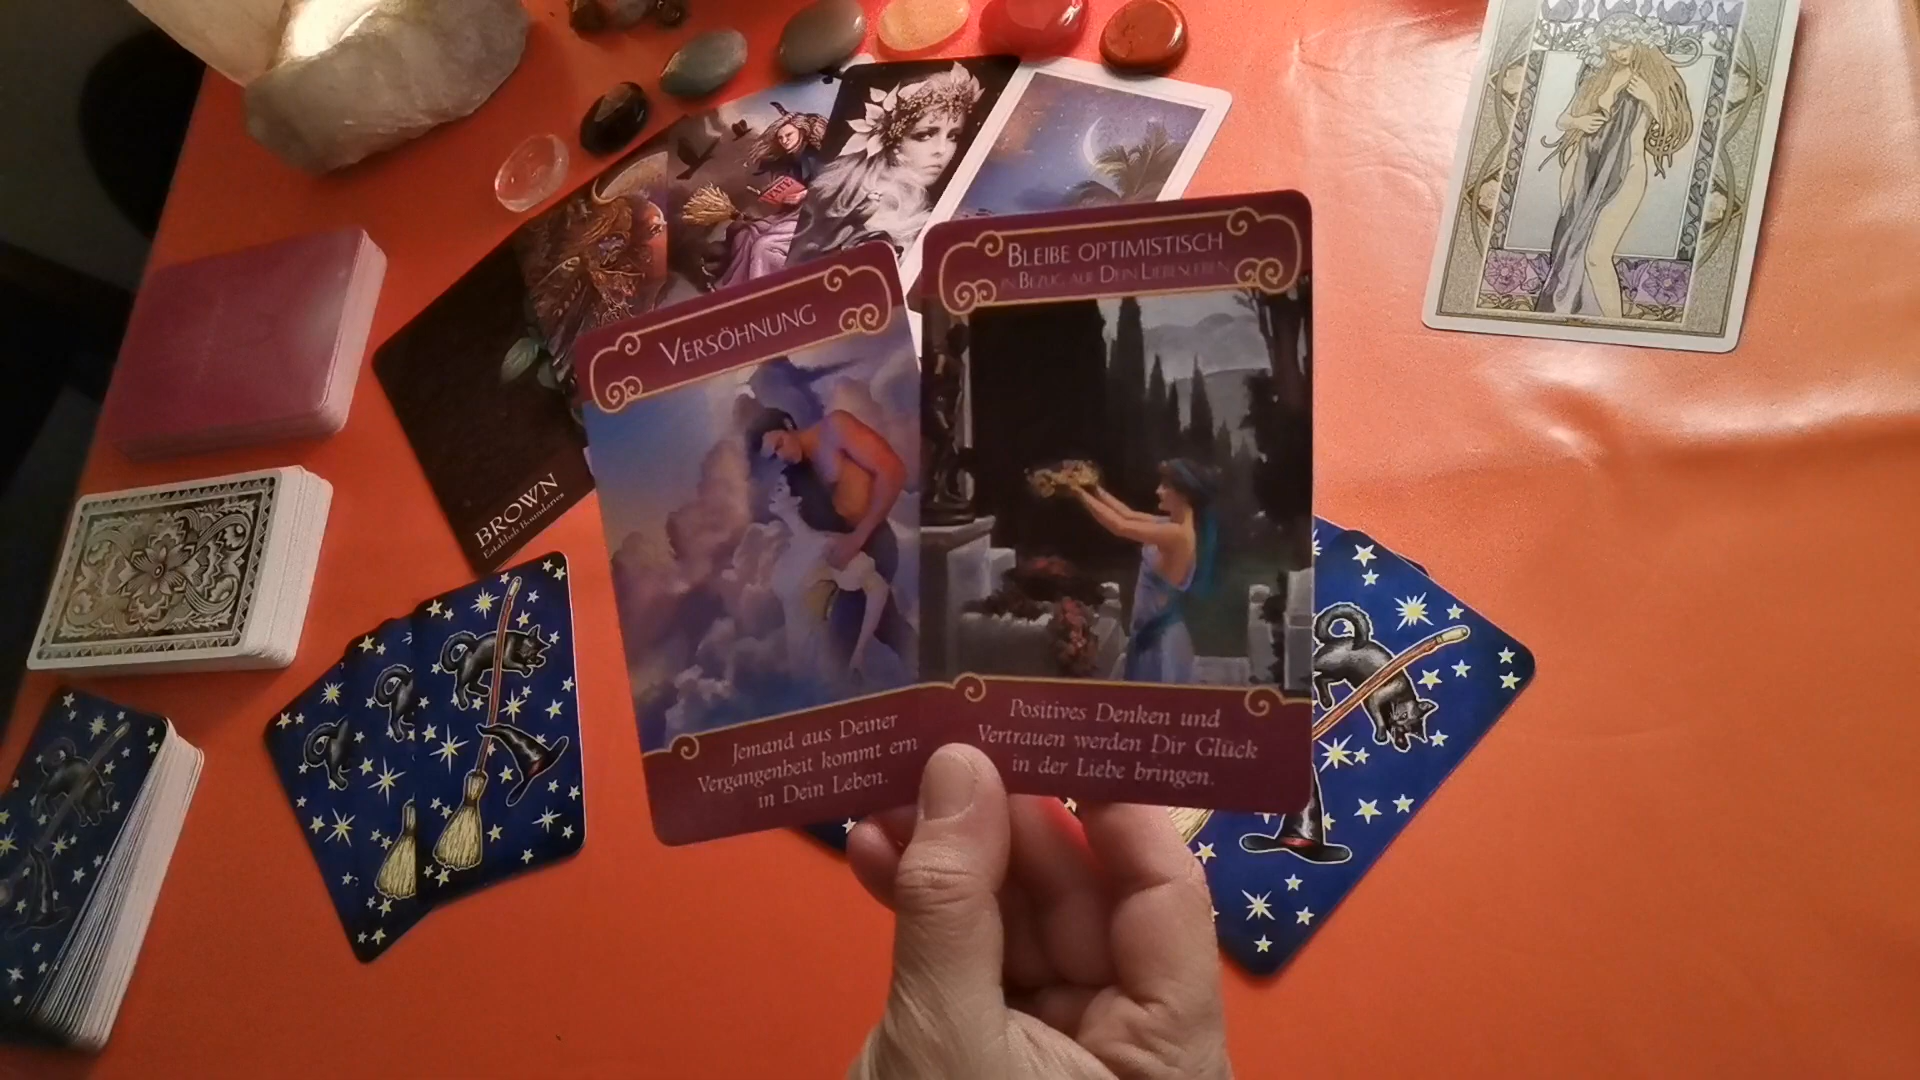 VERSÖHNUNG
Jemand aus Deiner
Vergangenheit kommt ern
in Dein Leben.
BLEIBE OPTIMISTISCH
IN BEZUG AUF DEIN LIEBESLEBEN
Positives Denken und
Vertrauen werden Dir Glück
in der Liebe bringen.
BROWN
Establish Boundaries